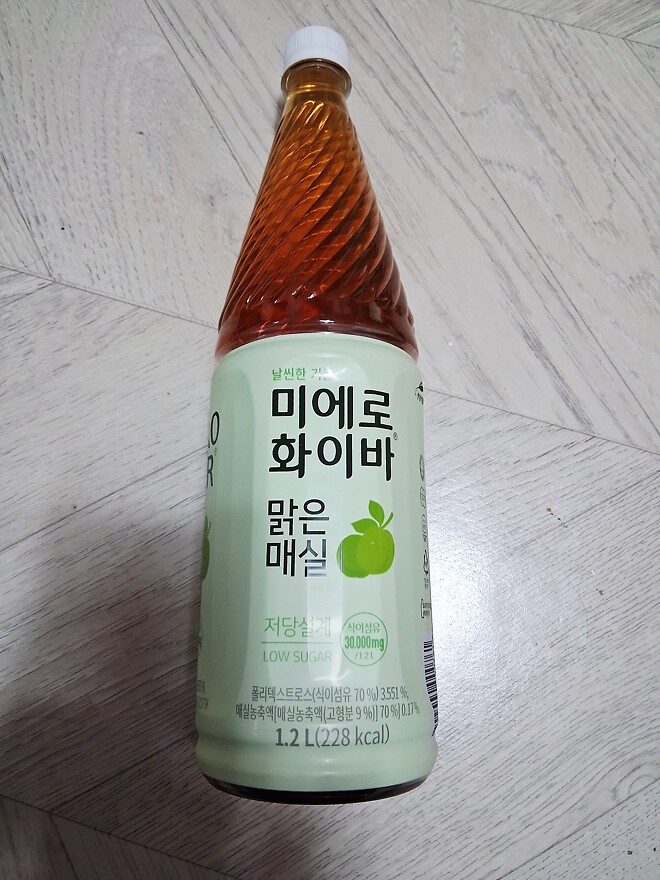 날씬한
미에로
화이바®
맑은
매실
저당설계
LOW SUGAR
식이섬유
30.000mg
/1.2 L
폴리덱스트로스(식이섬유 70 %) 3.551 %,
매실농축액[매실농축액(고형분 9 %)] 70 %] 0.17 %
1.2 L(228 kcal)